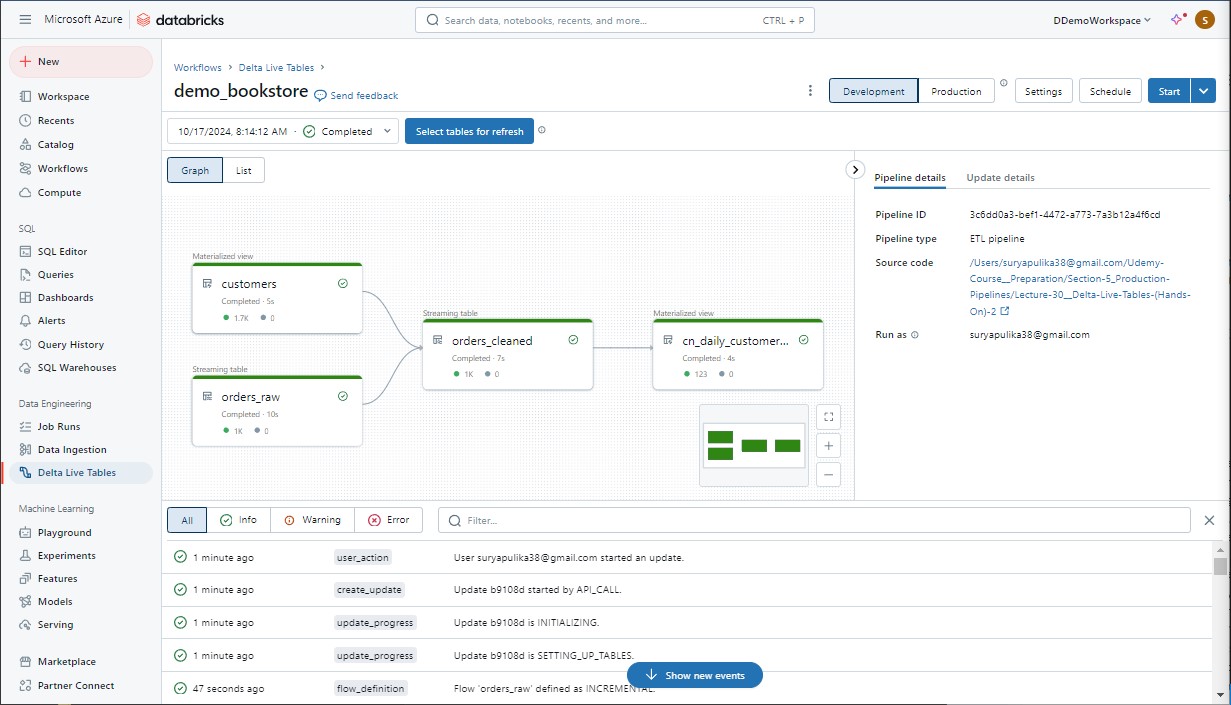 Microsoft Azure databricks Search data, notebooks, recents, and more... CTRL + P DDemoWorkspace S
New
Workspace
Recents
Catalog
Workflows
Compute
SQL
SQL Editor
Queries
Dashboards
Alerts
Query History
SQL Warehouses
Data Engineering
Job Runs
Data Ingestion
Delta Live Tables
Machine Learning
Playground
Experiments
Features
Models
Serving
Marketplace
Partner Connect
Workflows › Delta Live Tables ›
demo_bookstore Send feedback
Development Production Settings Schedule Start
10/17/2024, 8:14:12 AM · Completed Select tables for refresh
Graph List
Materialized view
customers
Completed · 5s
1.7K 0
Streaming table
orders_raw
Completed · 10s
1K 0
Streaming table
orders_cleaned
Completed · 7s
1K 0
Materialized view
cn_daily_customer...
Completed · 4s
123 0
Pipeline details Update details
Pipeline ID 3c6dd0a3-bef1-4472-a773-7a3b12a4f6cd
Pipeline type ETL pipeline
Source code /Users/suryapulika38@gmail.com/Udemy-
Course__Preparation/Section-5_Production-
Pipelines/Lecture-30__Delta-Live-Tables-(Hands-
On)-2
Run as suryapulika38@gmail.com
All Info Warning Error Filter...
1 minute ago user_action User suryapulika38@gmail.com started an update.
1 minute ago create_update Update b9108d started by API_CALL.
1 minute ago update_progress Update b9108d is INITIALIZING.
1 minute ago update_progress Update b9108d is SETTING_UP_TABLES.
Show new events
47 seconds ago flow_definition Flow 'orders_raw' defined as INCREMENTAL.